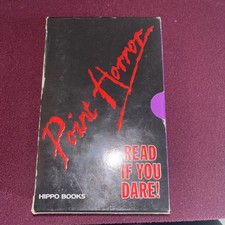 Point Horror
READ
IF YOU
DARE!
HIPPO BOOKS